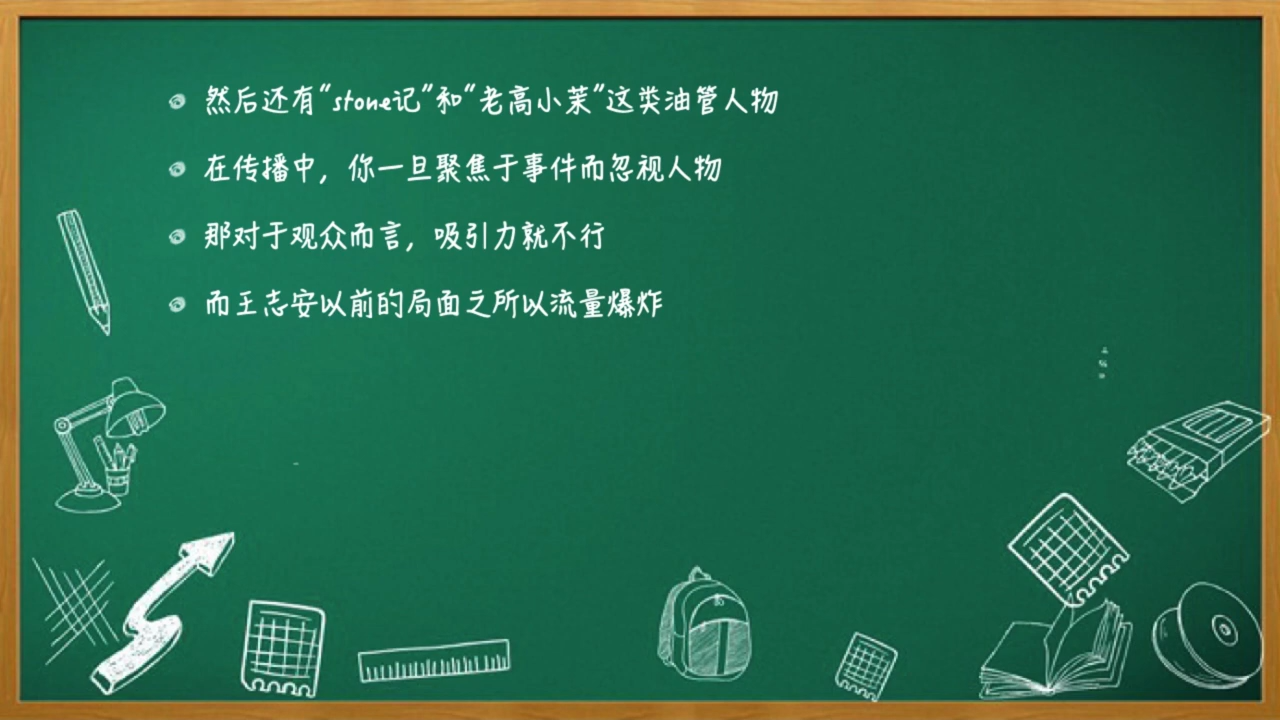 然后还有“stone记”和“老高小茉”这类油管人物
在传播中，你一旦聚焦于事件而忽视人物
那对于观众而言，吸引力就不行
而王志安以前的局面之所以流量爆炸